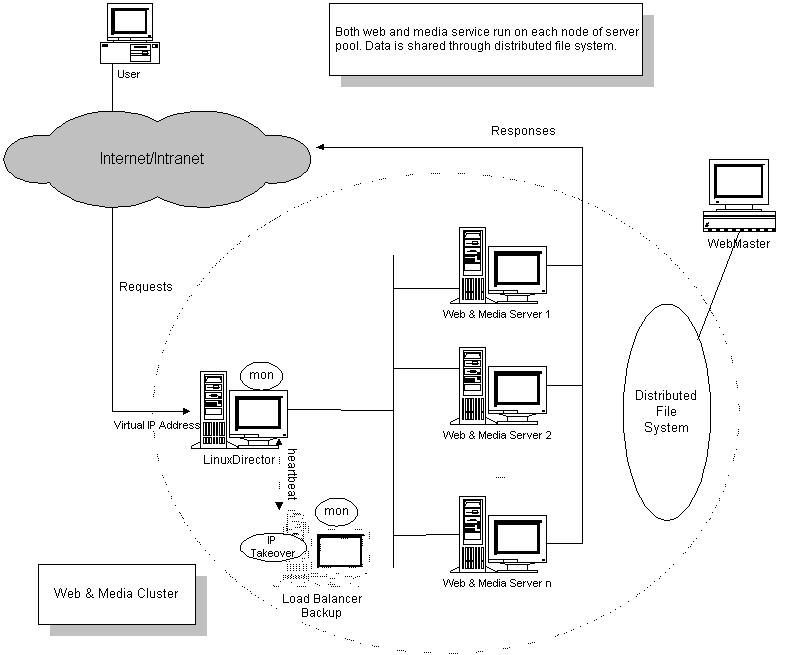 Both web and media service run on each node of server
pool. Data is shared through distributed file system.
User
Responses
Internet/Intranet
WebMaster
Requests
Web & Media Server 1
mon
Distributed
File
System
Virtual IP Address
Web & Media Server 2
LinuxDirector
heartbeat
....
mon
IP
Takeover
Web & Media Server n
Load Balancer
Backup
Web & Media Cluster